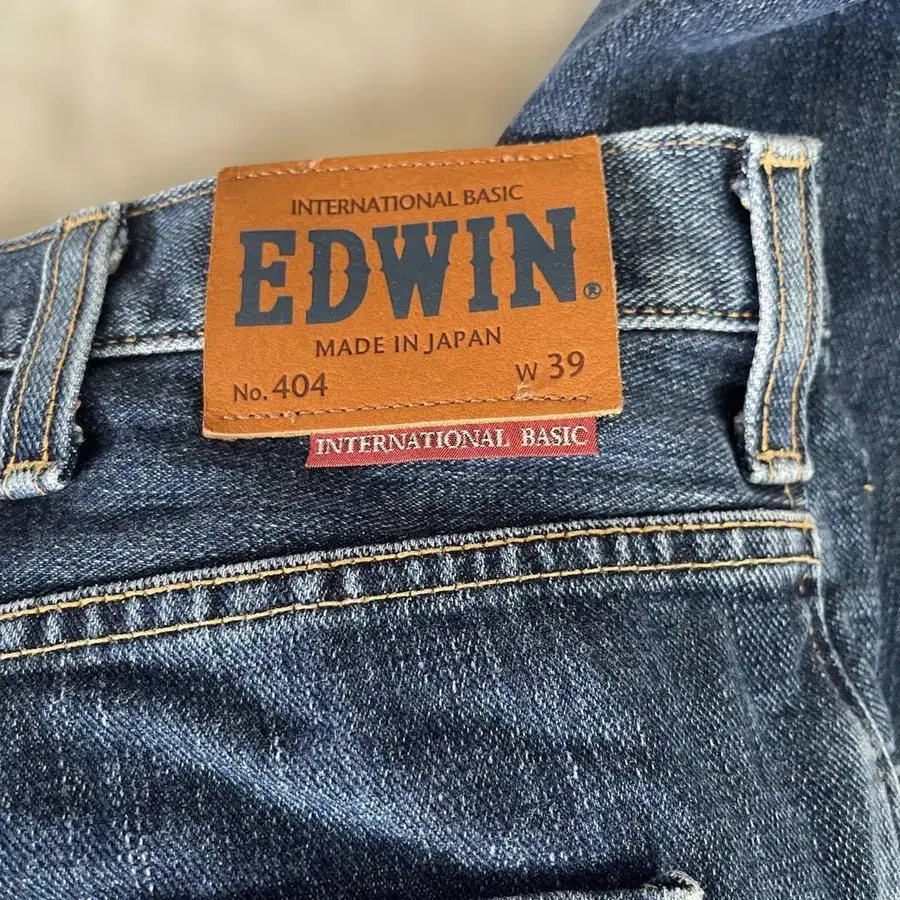 INTERNATIONAL BASIC
EDWIN®
MADE IN JAPAN
No. 404 W 39
INTERNATIONAL BASIC